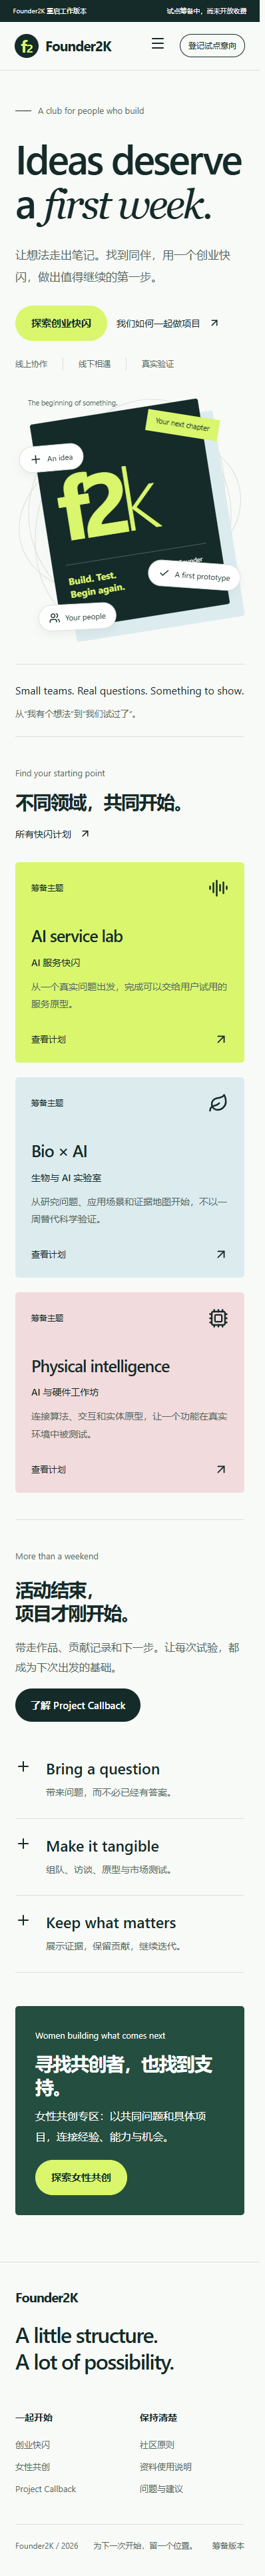 Founder2K 重启工作版本
试点筹备中，尚未开放收费
f2 Founder2K
登记试点意向
A club for people who build
Ideas deserve
a first week.
让想法走出笔记。找到同伴，用一个创业快
闪，做出值得继续的第一步。
探索创业快闪
我们如何一起做项目
线上协作
线下相遇
真实验证
The beginning of something.
Your next chapter
An idea
f2k
Build. Test.
Begin again.
A first prototype
Your people
Small teams. Real questions. Something to show.
从“我有个想法”到“我们试过了”。
Find your starting point
不同领域，共同开始。
所有快闪计划
筹备主题
AI service lab
AI 服务快闪
从一个真实问题出发，完成可以交给用户试用的
服务原型。
查看计划
筹备主题
Bio × AI
生物与 AI 实验室
从研究问题、应用场景和证据地图开始，不以一
周替代科学验证。
查看计划
筹备主题
Physical intelligence
AI 与硬件工作坊
连接算法、交互和实体原型，让一个功能在真实
环境中被测试。
查看计划
More than a weekend
活动结束，
项目才刚开始。
带走作品、贡献记录和下一步。让每次试验，都
成为下次出发的基础。
了解 Project Callback
Bring a question
带来问题，而不必已经有答案。
Make it tangible
组队、访谈、原型与市场测试。
Keep what matters
展示证据，保留贡献，继续迭代。
Women building what comes next
寻找共创者，也找到支
持。
女性共创专区：以共同问题和具体项
目，连接经验、能力与机会。
探索女性共创
Founder2K
A little structure.
A lot of possibility.
一起开始
创业快闪
女性共创
Project Callback
保持清楚
社区原则
资料使用说明
问题与建议
Founder2K / 2026
为下一次开始，留一个位置。
筹备版本